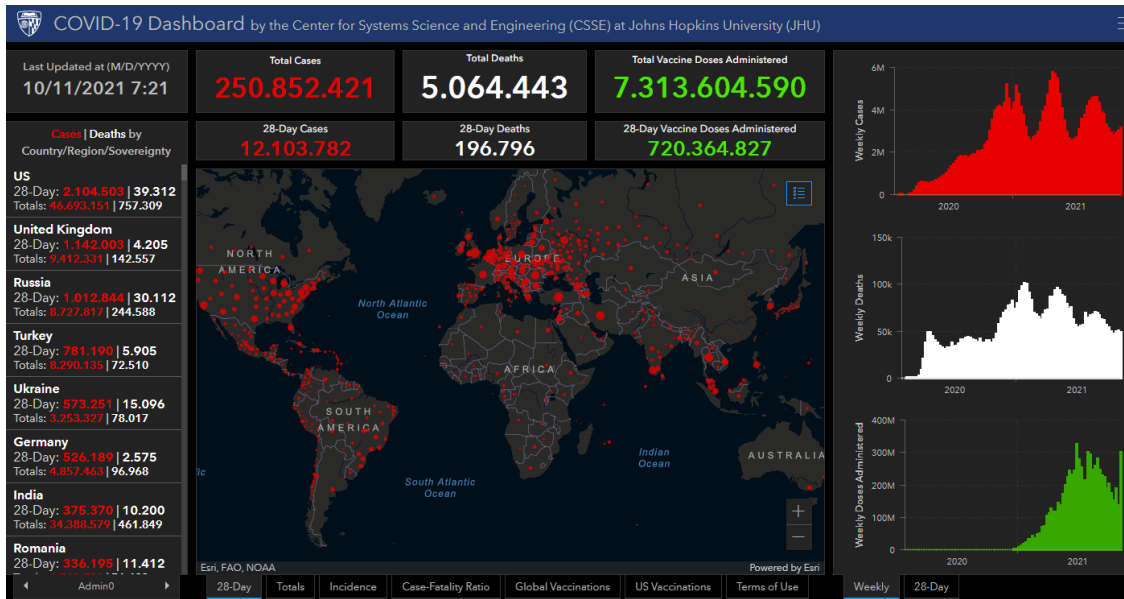 COVID-19 Dashboard by the Center for Systems Science and Engineering (CSSE) at Johns Hopkins University (JHU)
Last Updated at (M/D/YYYY)
10/11/2021 7:21
Total Cases
250.852.421
Total Deaths
5.064.443
Total Vaccine Doses Administered
7.313.604.590
28-Day Cases
12.103.782
28-Day Deaths
196.796
28-Day Vaccine Doses Administered
720.364.827
Cases | Deaths by
Country/Region/Sovereignty
US
28-Day: 2.104.503 | 39.312
Totals: 46.693.151 | 757.309
United Kingdom
28-Day: 1.142.003 | 4.205
Totals: 9.412.331 | 142.557
Russia
28-Day: 1.012.844 | 30.112
Totals: 8.727.817 | 244.588
Turkey
28-Day: 781.190 | 5.905
Totals: 8.290.135 | 72.510
Ukraine
28-Day: 573.251 | 15.096
Totals: 3.253.327 | 78.017
Germany
28-Day: 526.189 | 2.575
Totals: 4.857.463 | 96.968
India
28-Day: 375.370 | 10.200
Totals: 34.388.579 | 461.849
Romania
28-Day: 336.195 | 11.412
Admin0
NORTH
AMERICA
EUROPE
ASIA
North Atlantic
Ocean
AFRICA
SOUTH
AMERICA
Indian
Ocean
AUSTRALIA
South Atlantic
Ocean
ic
+
−
Esri, FAO, NOAA
Powered by Esri
28-Day
Totals
Incidence
Case-Fatality Ratio
Global Vaccinations
US Vaccinations
Terms of Use
Weekly Cases
6M
4M
2M
0
2020
2021
Weekly Deaths
150k
100k
50k
0
2020
2021
Weekly Doses Administered
400M
300M
200M
100M
0
2020
2021
Weekly
28-Day